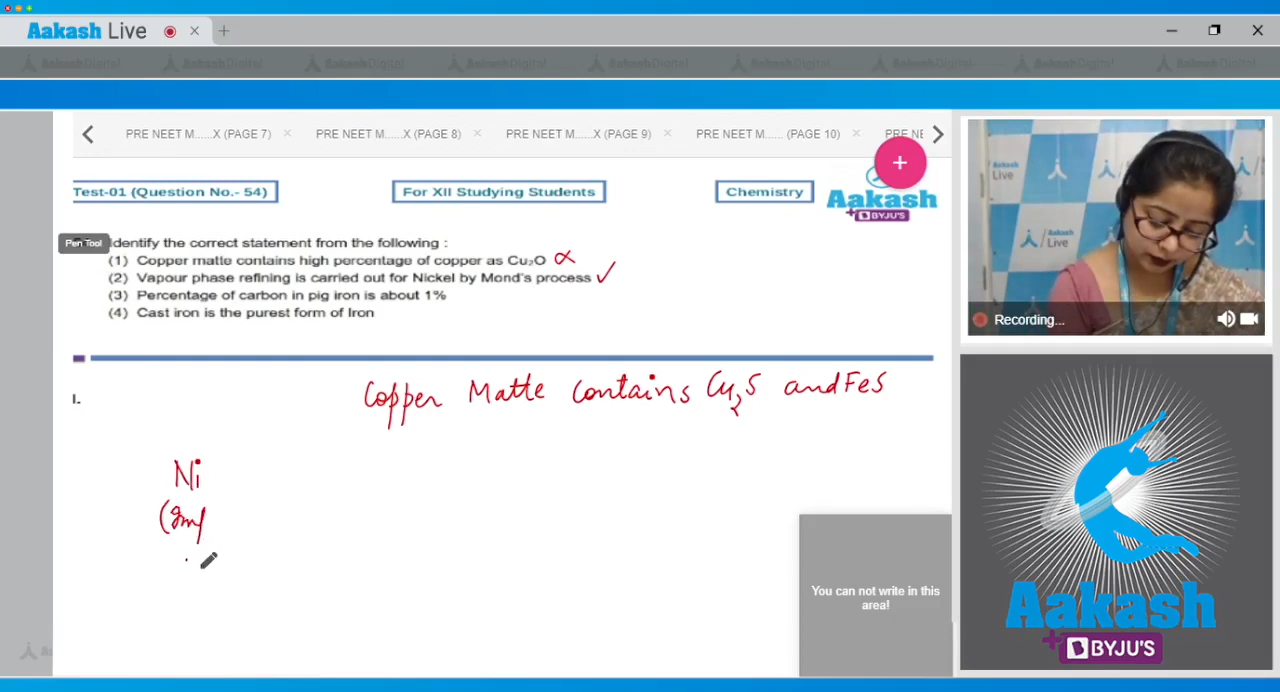 Aakash Live
PRE NEET M......X (PAGE 7)
PRE NEET M......X (PAGE 8)
PRE NEET M......X (PAGE 9)
PRE NEET M...... (PAGE 10)
PRE NE
Test-01 (Question No.- 54)
For XII Studying Students
Chemistry
Aakash
+ BYJU'S
Pen Tool
Identify the correct statement from the following :
(1) Copper matte contains high percentage of copper as Cu₂O
(2) Vapour phase refining is carried out for Nickel by Mond's process ✓
(3) Percentage of carbon in pig iron is about 1%
(4) Cast iron is the purest form of Iron
Copper Matte contains Cu₂S and FeS
I.
Ni
(Imp
You can not write in this
area!
Aakash
Live
Recording...
Aakash
+ BYJU'S